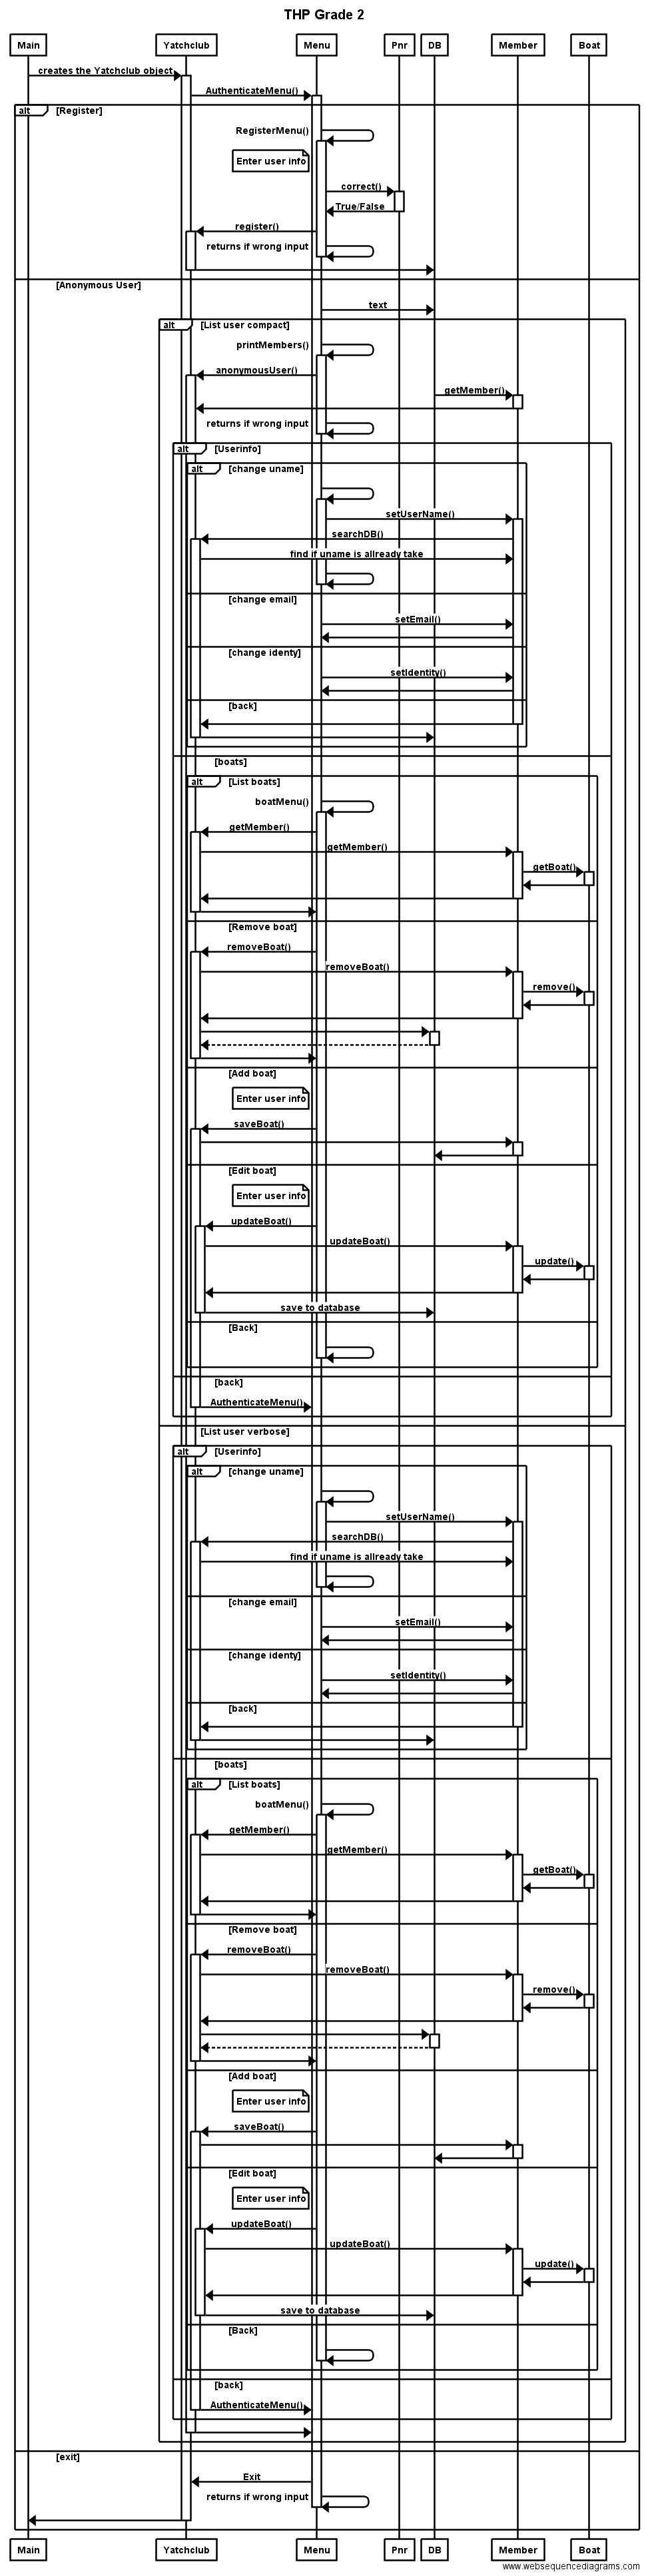 THP Grade 2
Main
Yatchclub
Menu
Pnr
DB
Member
Boat
creates the Yatchclub object
AuthenticateMenu()
alt
[Register]
RegisterMenu()
Enter user info
correct()
True/False
register()
returns if wrong input
[Anonymous User]
text
alt
[List user compact]
printMembers()
anonymousUser()
getMember()
returns if wrong input
alt
[Userinfo]
alt
[change uname]
setUserName()
searchDB()
find if uname is allready take
[change email]
setEmail()
[change identy]
setIdentity()
[back]
[boats]
alt
[List boats]
boatMenu()
getMember()
getMember()
getBoat()
[Remove boat]
removeBoat()
removeBoat()
remove()
[Add boat]
Enter user info
saveBoat()
[Edit boat]
Enter user info
updateBoat()
updateBoat()
update()
save to database
[Back]
[back]
AuthenticateMenu()
[List user verbose]
alt
[Userinfo]
alt
[change uname]
setUserName()
searchDB()
find if uname is allready take
[change email]
setEmail()
[change identy]
setIdentity()
[back]
[boats]
alt
[List boats]
boatMenu()
getMember()
getMember()
getBoat()
[Remove boat]
removeBoat()
removeBoat()
remove()
[Add boat]
Enter user info
saveBoat()
[Edit boat]
Enter user info
updateBoat()
updateBoat()
update()
save to database
[Back]
[back]
AuthenticateMenu()
[exit]
Exit
returns if wrong input
Main
Yatchclub
Menu
Pnr
DB
Member
Boat
www.websequencediagrams.com